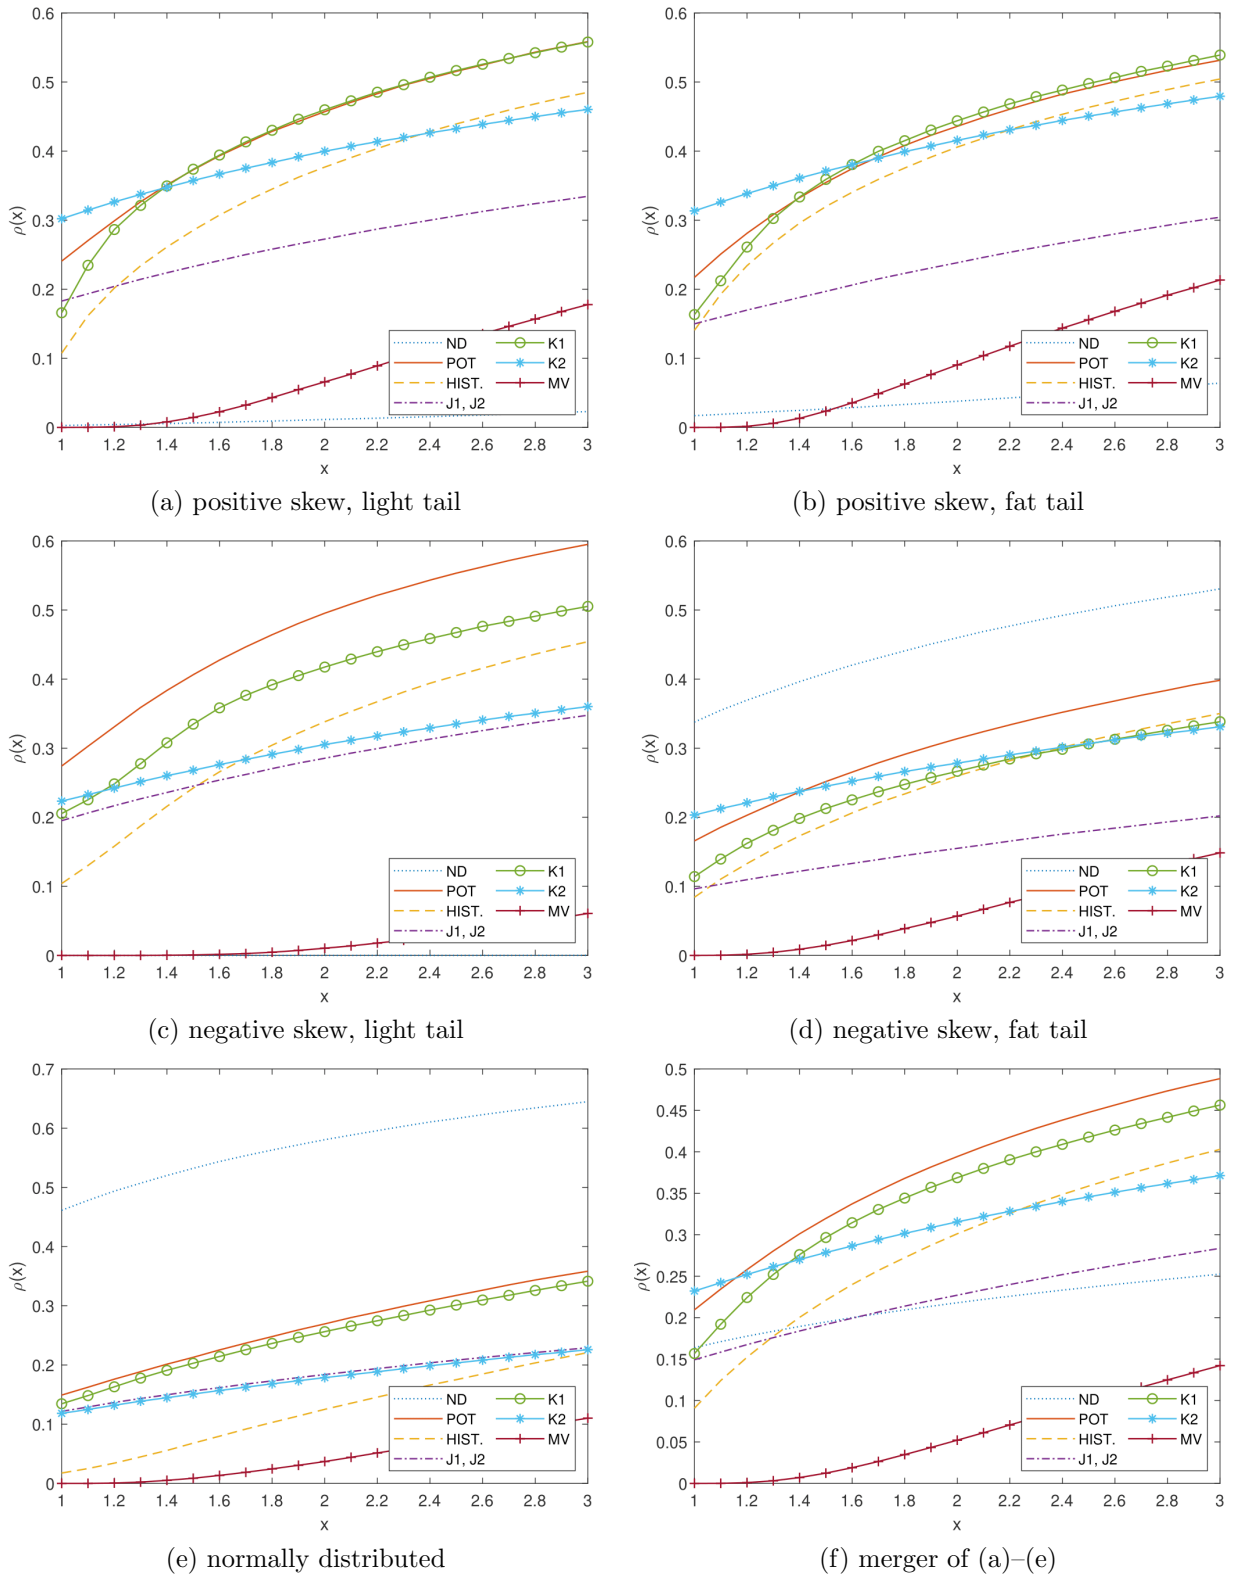 0.6
0.5
0.4
0.3
0.2
0.1
0
ρ(x)
1 1.2 1.4 1.6 1.8 2 2.2 2.4 2.6 2.8 3
x
ND K1
POT K2
HIST. MV
J1, J2
(a) positive skew, light tail
0.6
0.5
0.4
0.3
0.2
0.1
0
ρ(x)
1 1.2 1.4 1.6 1.8 2 2.2 2.4 2.6 2.8 3
x
ND K1
POT K2
HIST. MV
J1, J2
(b) positive skew, fat tail
0.6
0.5
0.4
0.3
0.2
0.1
0
ρ(x)
1 1.2 1.4 1.6 1.8 2 2.2 2.4 2.6 2.8 3
x
ND K1
POT K2
HIST. MV
J1, J2
(c) negative skew, light tail
0.6
0.5
0.4
0.3
0.2
0.1
0
ρ(x)
1 1.2 1.4 1.6 1.8 2 2.2 2.4 2.6 2.8 3
x
ND K1
POT K2
HIST. MV
J1, J2
(d) negative skew, fat tail
0.7
0.6
0.5
0.4
0.3
0.2
0.1
0
ρ(x)
1 1.2 1.4 1.6 1.8 2 2.2 2.4 2.6 2.8 3
x
ND K1
POT K2
HIST. MV
J1, J2
(e) normally distributed
0.5
0.45
0.4
0.35
0.3
0.25
0.2
0.15
0.1
0.05
0
ρ(x)
1 1.2 1.4 1.6 1.8 2 2.2 2.4 2.6 2.8 3
x
ND K1
POT K2
HIST. MV
J1, J2
(f) merger of (a)–(e)